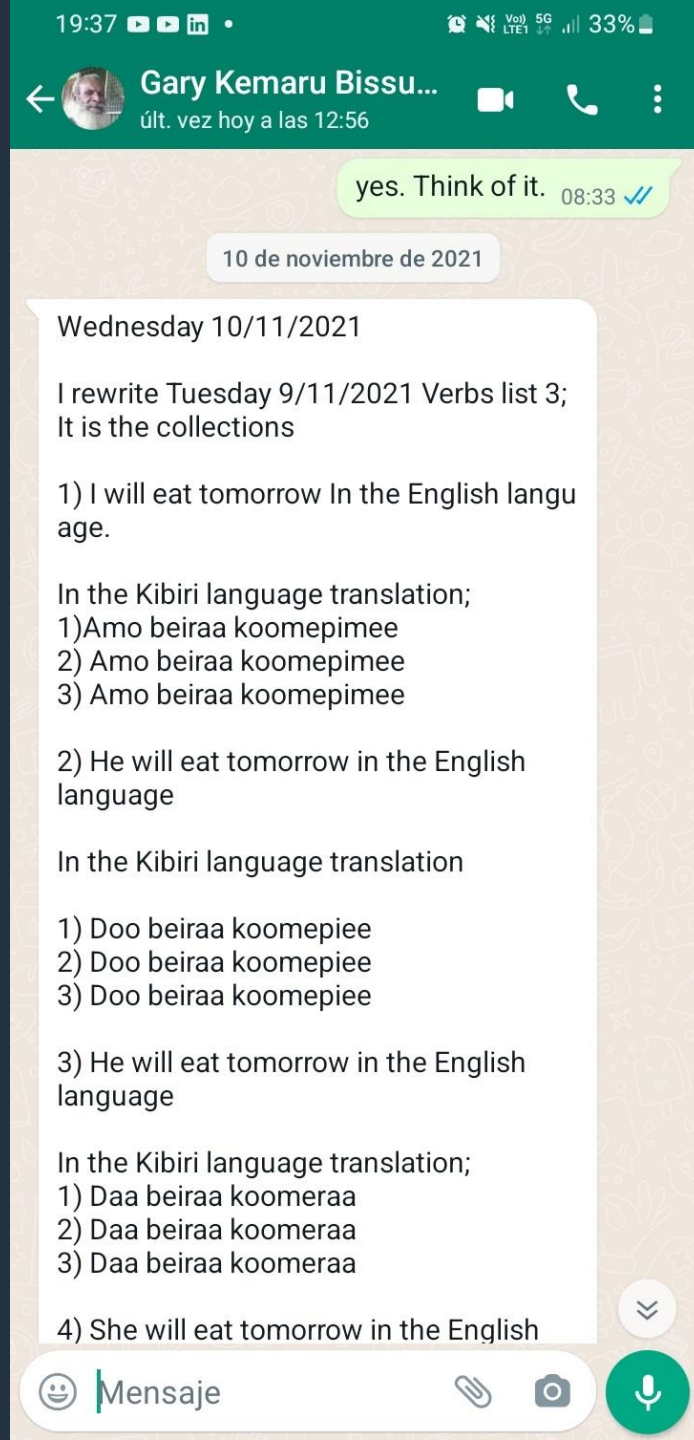 19:37
Voo) 5G
LTE1 33%
Gary Kemaru Bissu...
últ. vez hoy a las 12:56
yes. Think of it. 08:33
10 de noviembre de 2021
Wednesday 10/11/2021
I rewrite Tuesday 9/11/2021 Verbs list 3;
It is the collections
1) I will eat tomorrow In the English langu
age.
In the Kibiri language translation;
1)Amo beiraa koomepimee
2) Amo beiraa koomepimee
3) Amo beiraa koomepimee
2) He will eat tomorrow in the English
language
In the Kibiri language translation
1) Doo beiraa koomepiee
2) Doo beiraa koomepiee
3) Doo beiraa koomepiee
3) He will eat tomorrow in the English
language
In the Kibiri language translation;
1) Daa beiraa koomeraa
2) Daa beiraa koomeraa
3) Daa beiraa koomeraa
4) She will eat tomorrow in the English
Mensaje